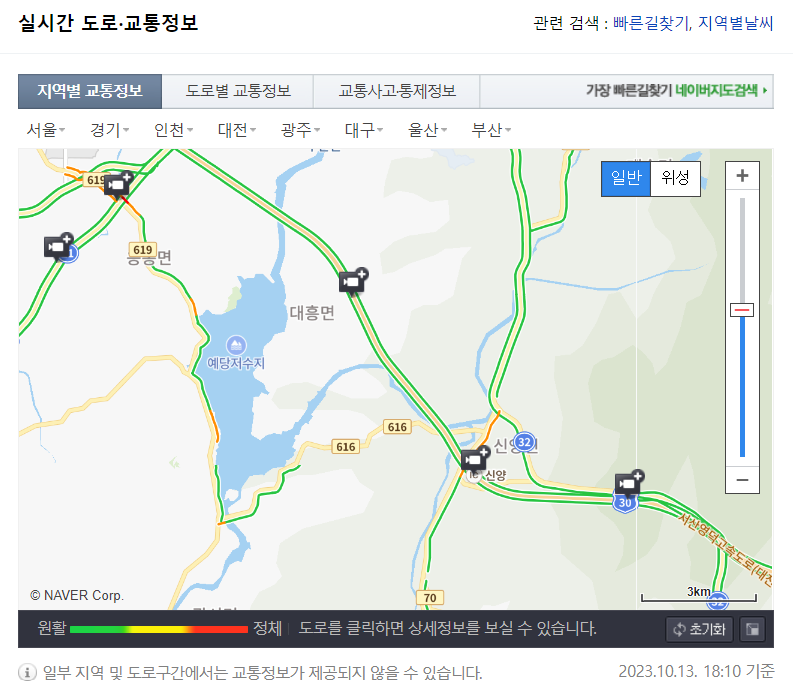 실시간 도로·교통정보
관련 검색 : 빠른길찾기, 지역별날씨
지역별 교통정보 도로별 교통정보 교통사고·통제정보 가장 빠른길찾기 네이버지도검색
서울 경기 인천 대전 광주 대구 울산 부산
일반 위성
+
619
619
대흥면
예당저수지
616
616
32
IC 신양
30
서산영덕고속도로(대전
70
3km
−
© NAVER Corp.
원활 정체 도로를 클릭하면 상세정보를 보실 수 있습니다. 초기화
일부 지역 및 도로구간에서는 교통정보가 제공되지 않을 수 있습니다.
2023.10.13. 18:10 기준